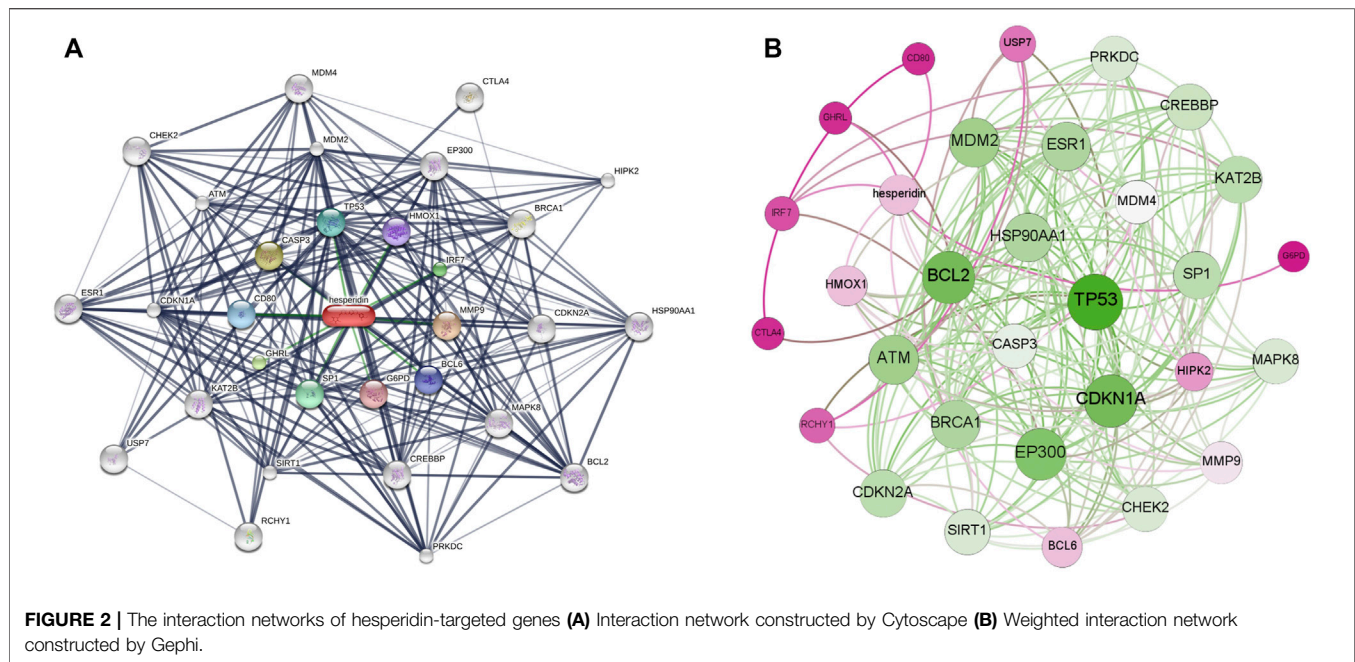 A
MDM4
CTLA4
CHEK2
MDM2
EP300
HIPK2
ATM
TP53
HMOX1
BRCA1
CASP3
IRF7
hesperidin
ESR1
CDKN1A
CD80
MMP9
CDKN2A
HSP90AA1
GHRL
BCL6
SP1
G6PD
KAT2B
MAPK8
USP7
SIRT1
CREBBP
BCL2
RCHY1
PRKDC
B
CD80
USP7
PRKDC
CREBBP
GHRL
MDM2
ESR1
KAT2B
hesperidin
MDM4
IRF7
HSP90AA1
G6PD
BCL2
SP1
HMOX1
TP53
CTLA4
CASP3
ATM
MAPK8
HIPK2
CDKN1A
RCHY1
BRCA1
EP300
MMP9
CDKN2A
CHEK2
SIRT1
BCL6
FIGURE 2 | The interaction networks of hesperidin-targeted genes (A) Interaction network constructed by Cytoscape (B) Weighted interaction network
constructed by Gephi.